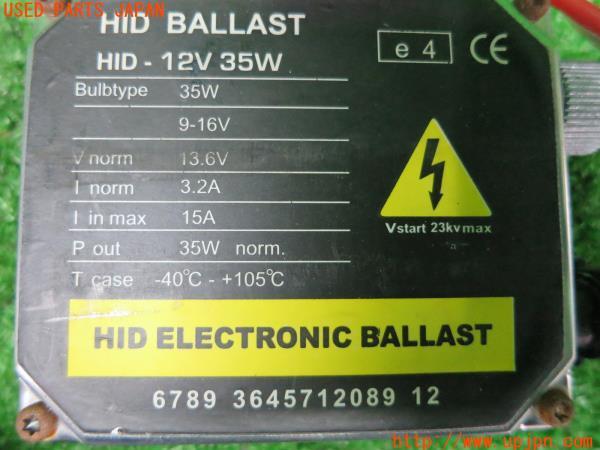 USED PARTS JAPAN
HID BALLAST
HID - 12V 35W
e 4 CE
Bulbtype 35W
9-16V
V norm 13.6V
I norm 3.2A
I in max 15A
Vstart 23kvmax
P out 35W norm.
T case -40℃ - +105℃
HID ELECTRONIC BALLAST
6789 3645712089 12
http://www.upjpn.com/